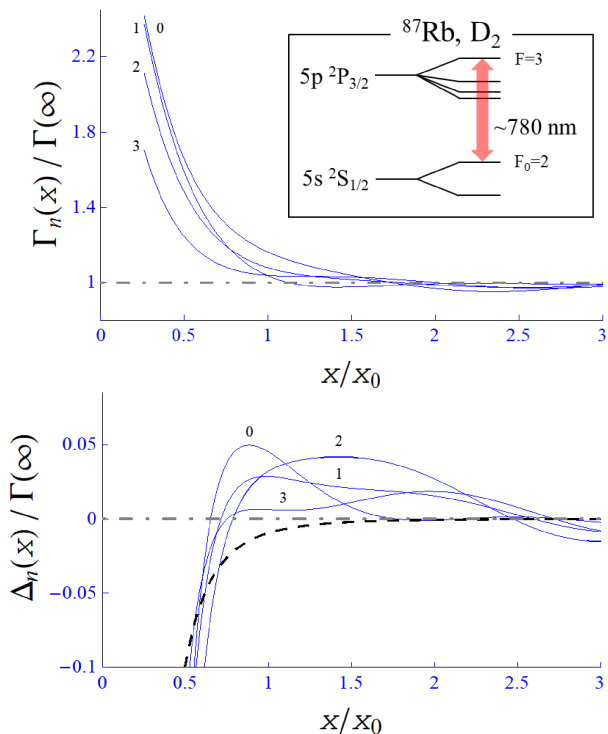 ⁸⁷Rb, D₂
F=3
5p ²P₃/₂
~780 nm
F₀=2
5s ²S₁/₂
Γₙ(x) / Γ(∞)
2.2
1.8
1.4
1
1 0
2
3
0 0.5 1 1.5 2 2.5 3
x/x₀
Δₙ(x) / Γ(∞)
0.05
0
−0.05
−0.1
0
2
1
3
0 0.5 1 1.5 2 2.5 3
x/x₀